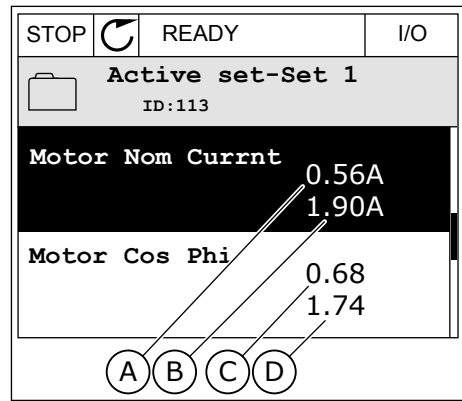 STOP READY I/O
Active set-Set 1
ID:113
Motor Nom Currnt
0.56A
1.90A
Motor Cos Phi
0.68
1.74
A B C D